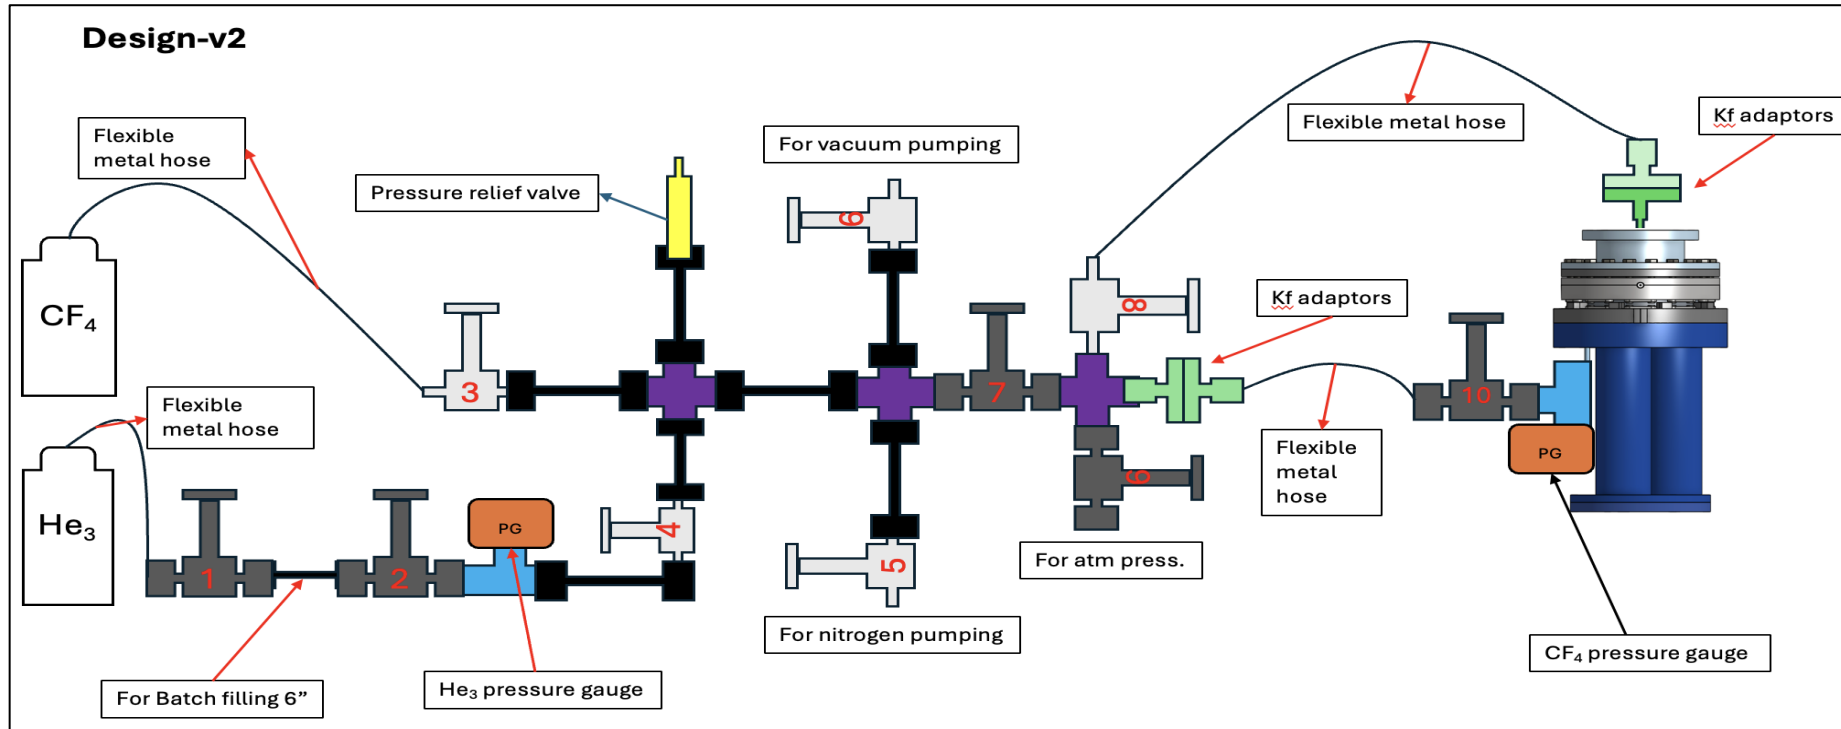 Design-v2
Flexible
metal hose
Pressure relief valve
For vacuum pumping
Flexible metal hose
Kf adaptors
CF₄
3
6
8
Kf adaptors
7
10
PG
Flexible
metal hose
He₃
1
2
PG
4
5
6
Flexible
metal
hose
For atm press.
For nitrogen pumping
For Batch filling 6”
He₃ pressure gauge
CF₄ pressure gauge